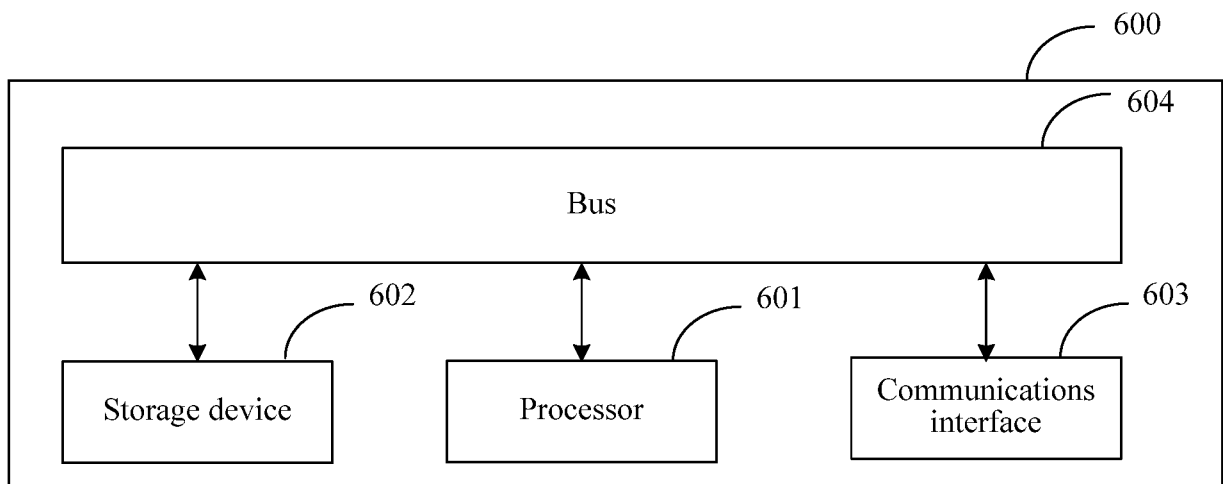 600
604
Bus
602
601
603
Storage device
Processor
Communications
interface